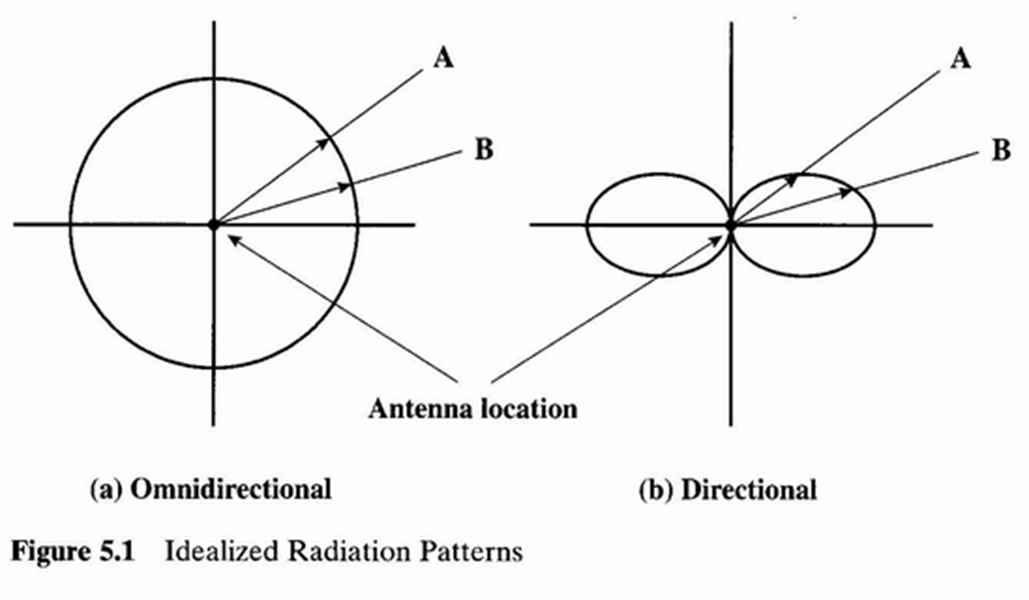 A
B
A
B
Antenna location
(a) Omnidirectional
(b) Directional
Figure 5.1 Idealized Radiation Patterns